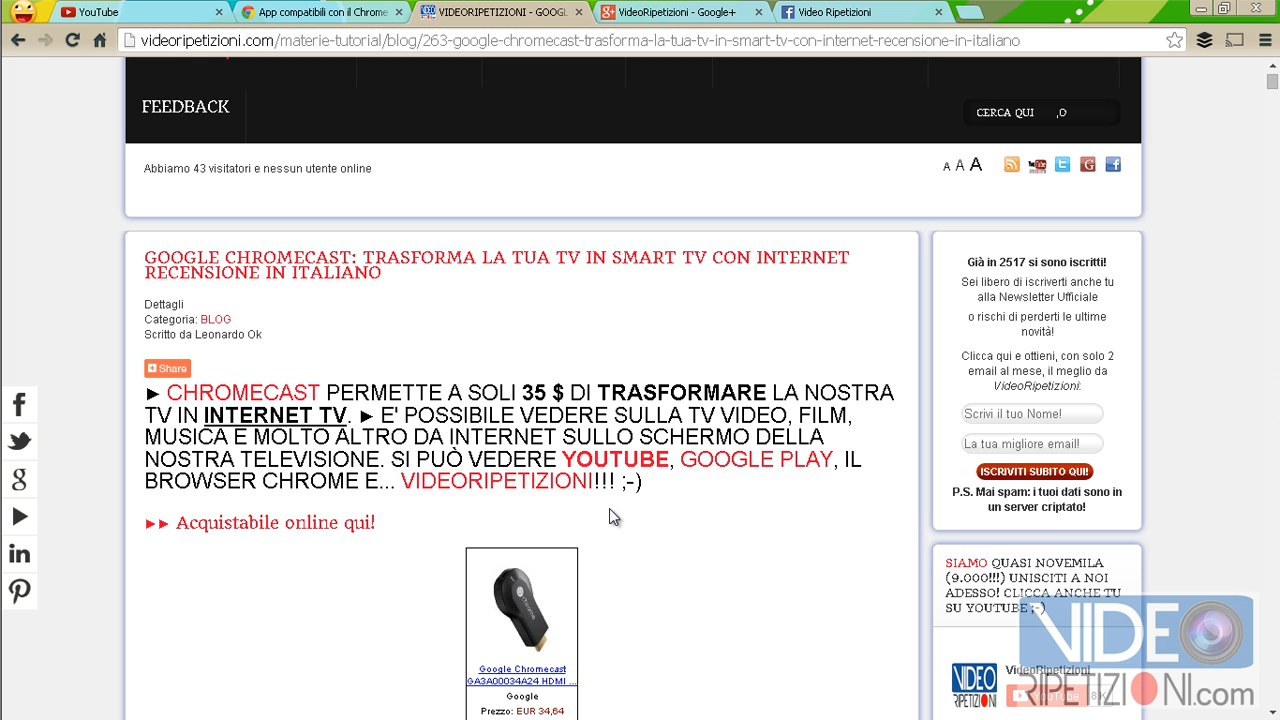 YouTube
App compatibili con il Chrome
VIDEORIPETIZIONI - GOOGL
VideoRipetizioni - Google+
Video Ripetizioni
videoripetizioni.com/materie-tutorial/blog/263-google-chromecast-trasforma-la-tua-tv-in-smart-tv-con-internet-recensione-in-italiano
FEEDBACK
CERCA QUI
Abbiamo 43 visitatori e nessun utente online
A A A
GOOGLE CHROMECAST: TRASFORMA LA TUA TV IN SMART TV CON INTERNET
RECENSIONE IN ITALIANO
Dettagli
Categoria: BLOG
Scritto da Leonardo Ok
Share
► CHROMECAST PERMETTE A SOLI 35 $ DI TRASFORMARE LA NOSTRA
TV IN INTERNET TV. ► E' POSSIBILE VEDERE SULLA TV VIDEO, FILM,
MUSICA E MOLTO ALTRO DA INTERNET SULLO SCHERMO DELLA
NOSTRA TELEVISIONE. SI PUÒ VEDERE YOUTUBE, GOOGLE PLAY, IL
BROWSER CHROME E... VIDEORIPETIZIONI!!! ;-)
►► Acquistabile online qui!
chrome
Google Chromecast
GA3A00034A24 HDMI ...
Google
Prezzo: EUR 34,64
Già in 2517 si sono iscritti!
Sei libero di iscriverti anche tu
alla Newsletter Ufficiale
o rischi di perderti le ultime
novità!
Clicca qui e ottieni, con solo 2
email al mese, il meglio da
VideoRipetizioni:
Scrivi il tuo Nome!
La tua migliore email!
ISCRIVITI SUBITO QUI!
P.S. Mai spam: i tuoi dati sono in
un server criptato!
SIAMO QUASI NOVEMILA
(9.000!!!) UNISCITI A NOI
ADESSO! CLICCA ANCHE TU
SU YOUTUBE ;-)
VideoRipetizioni
VIDEO
RIPETIZIONI
YouTube
VIDEO
RIPETIZIONI.com